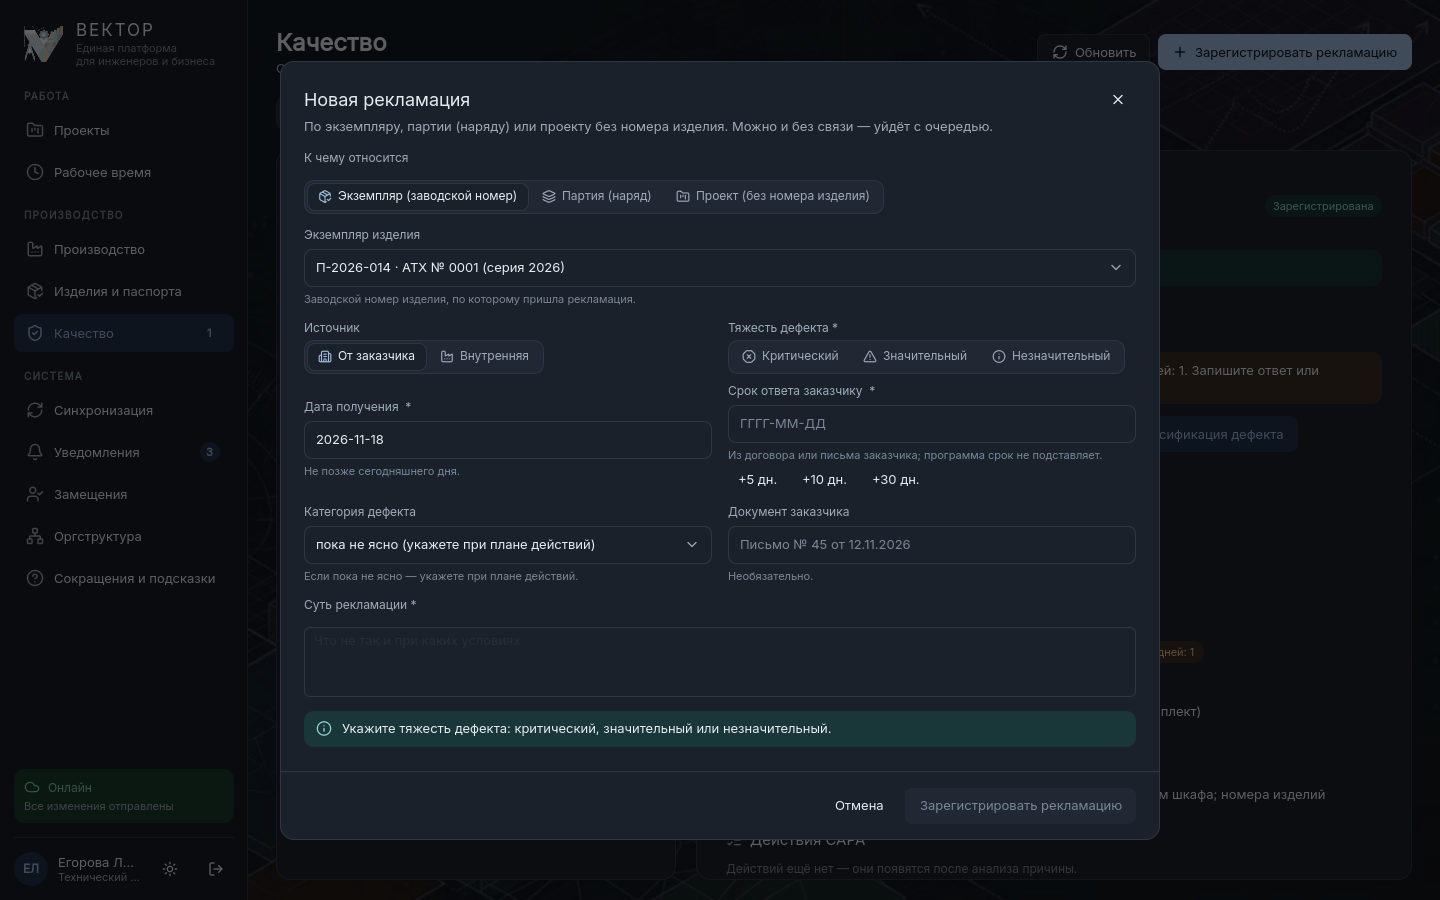 ВЕКТОР
Единая платформа
для инженеров и бизнеса
РАБОТА
Проекты
Рабочее время
ПРОИЗВОДСТВО
Производство
Изделия и паспорта
Качество 1
СИСТЕМА
Синхронизация
Уведомления 3
Замещения
Оргструктура
Сокращения и подсказки
Онлайн
Все изменения отправлены
ЕЛ
Егорова Л...
Технический ...
Качество
Обновить
Зарегистрировать рекламацию
Зарегистрирована
Новая рекламация
По экземпляру, партии (наряду) или проекту без номера изделия. Можно и без связи — уйдёт с очередью.
К чему относится
Экземпляр (заводской номер) Партия (наряд) Проект (без номера изделия)
Экземпляр изделия
П-2026-014 · АТХ № 0001 (серия 2026)
Заводской номер изделия, по которому пришла рекламация.
Источник
От заказчика Внутренняя
Тяжесть дефекта *
Критический Значительный Незначительный
Дата получения *
2026-11-18
Не позже сегодняшнего дня.
Срок ответа заказчику *
ГГГГ-ММ-ДД
Из договора или письма заказчика; программа срок не подставляет.
+5 дн. +10 дн. +30 дн.
Категория дефекта
пока не ясно (укажете при плане действий)
Если пока не ясно — укажете при плане действий.
Документ заказчика
Письмо № 45 от 12.11.2026
Необязательно.
Суть рекламации *
Что не так и при каких условиях
Укажите тяжесть дефекта: критический, значительный или незначительный.
Отмена
Зарегистрировать рекламацию
1. Запишите ответ или
дефекта
дней: 1
шкафа; номера изделий
Действия CAPA
Действий ещё нет — они появятся после анализа причины.